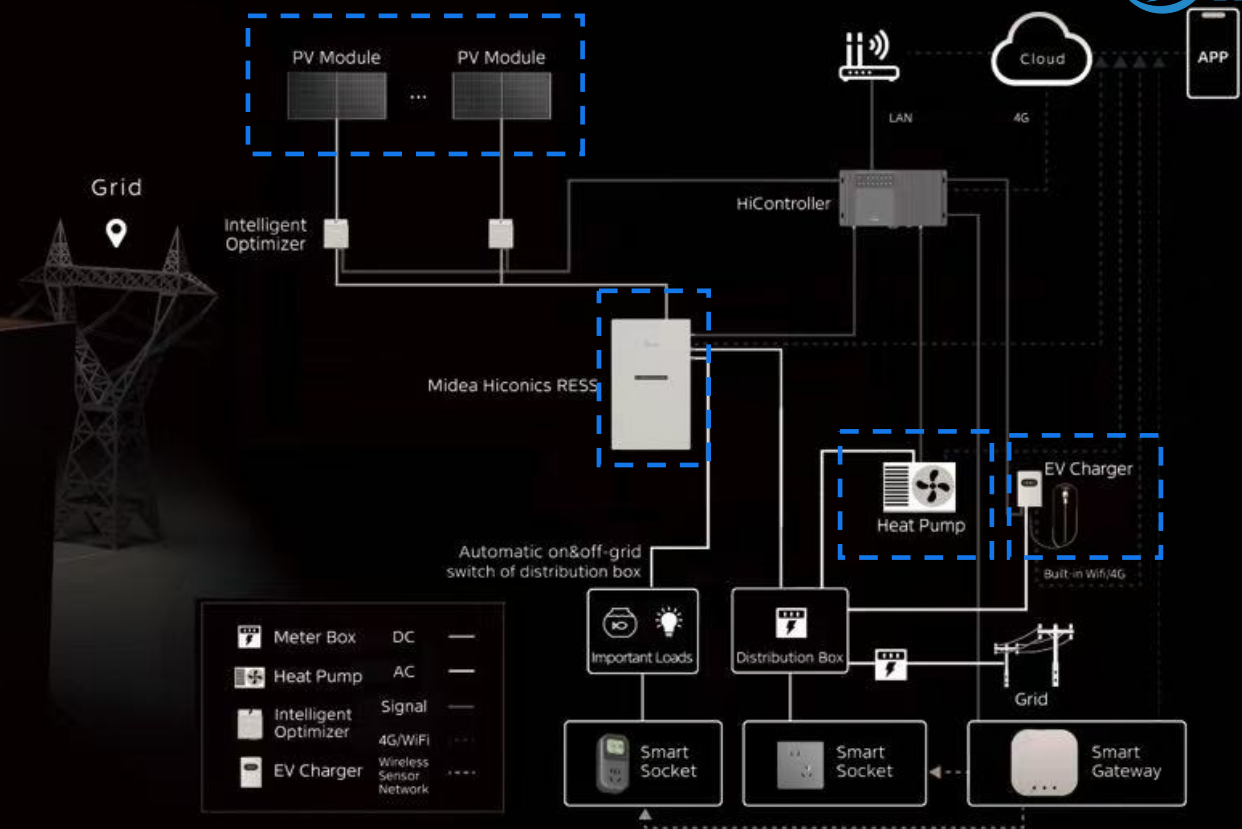 PV Module
PV Module
...
Cloud
APP
LAN
4G
Grid
HiController
Intelligent
Optimizer
Midea Hiconics RESS
EV Charger
Heat Pump
Built-in Wifi/4G
Automatic on&off-grid
switch of distribution box
Important Loads
Distribution Box
Grid
Meter Box
DC
Heat Pump
AC
Intelligent
Optimizer
Signal
4G/WiFi
EV Charger
Wireless
Sensor
Network
Smart
Socket
Smart
Socket
Smart
Gateway